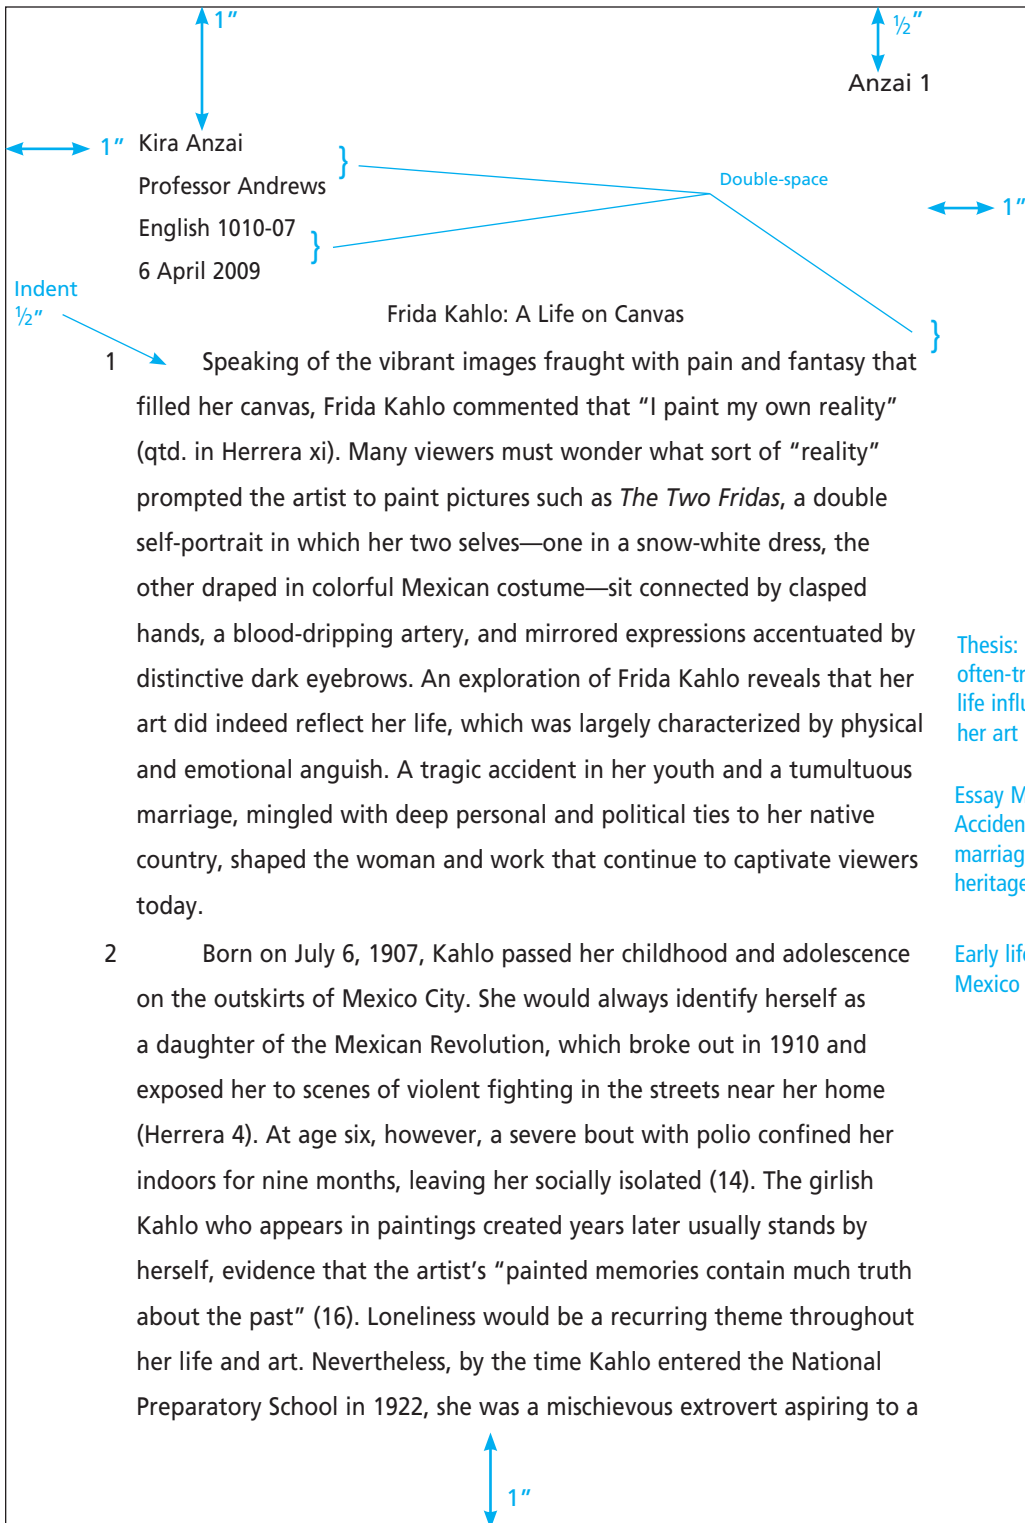 1”
½”
Anzai 1
1” Kira Anzai
Professor Andrews
Double-space
1”
English 1010-07
6 April 2009
Indent
½”
Frida Kahlo: A Life on Canvas
1 Speaking of the vibrant images fraught with pain and fantasy that
filled her canvas, Frida Kahlo commented that “I paint my own reality”
(qtd. in Herrera xi). Many viewers must wonder what sort of “reality”
prompted the artist to paint pictures such as The Two Fridas, a double
self-portrait in which her two selves—one in a snow-white dress, the
other draped in colorful Mexican costume—sit connected by clasped
hands, a blood-dripping artery, and mirrored expressions accentuated by
distinctive dark eyebrows. An exploration of Frida Kahlo reveals that her
art did indeed reflect her life, which was largely characterized by physical
and emotional anguish. A tragic accident in her youth and a tumultuous
marriage, mingled with deep personal and political ties to her native
country, shaped the woman and work that continue to captivate viewers
today.
Thesis:
often-tr
life infl
her art
Essay M
Acciden
marriag
heritage
2 Born on July 6, 1907, Kahlo passed her childhood and adolescence
on the outskirts of Mexico City. She would always identify herself as
a daughter of the Mexican Revolution, which broke out in 1910 and
exposed her to scenes of violent fighting in the streets near her home
(Herrera 4). At age six, however, a severe bout with polio confined her
indoors for nine months, leaving her socially isolated (14). The girlish
Kahlo who appears in paintings created years later usually stands by
herself, evidence that the artist’s “painted memories contain much truth
about the past” (16). Loneliness would be a recurring theme throughout
her life and art. Nevertheless, by the time Kahlo entered the National
Preparatory School in 1922, she was a mischievous extrovert aspiring to a
Early life
Mexico
1”